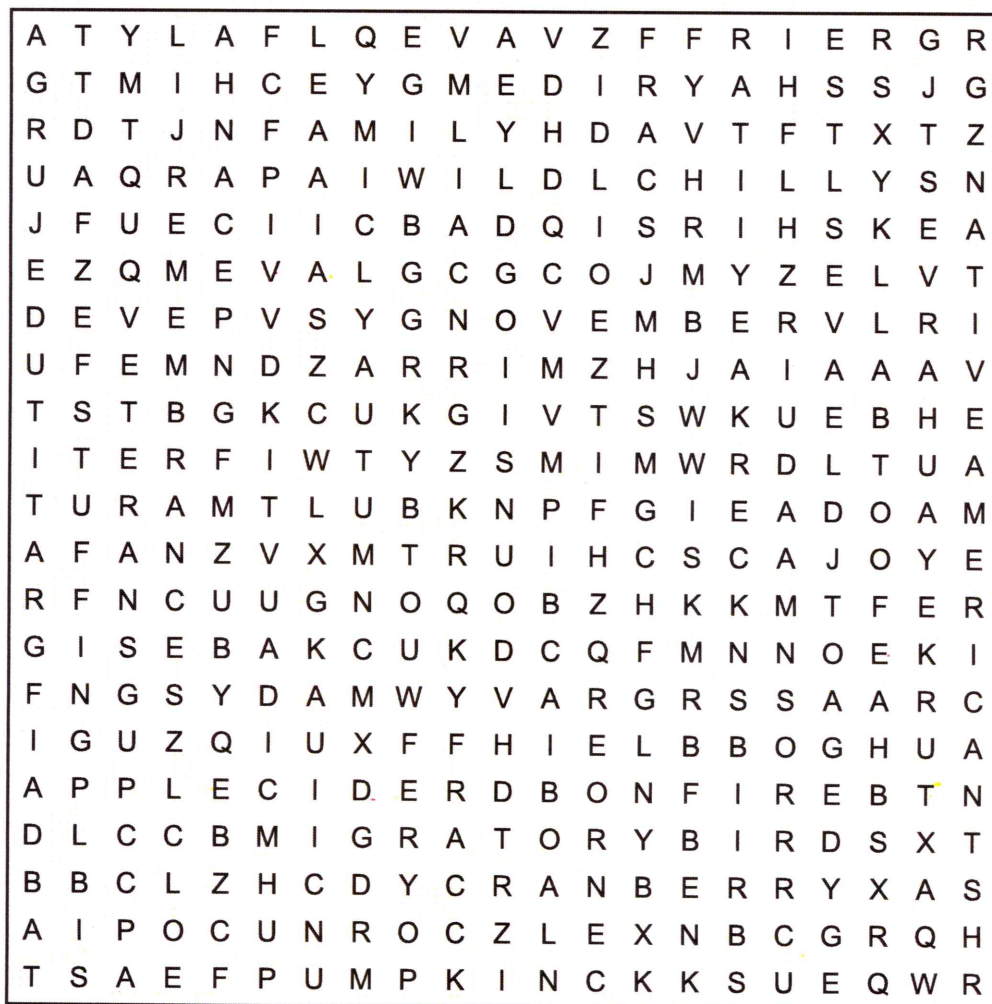 A T Y L A F L Q E V A V Z F F R I E R G R
G T M I H C E Y G M E D I R Y A H S S J G
R D T J N F A M I L Y H D A V T F T X T Z
U A Q R A P A I W I L D L C H I L L Y S N
J F U E C I I C B A D Q I S R I H S K E A
E Z Q M E V A L G C G C O J M Y Z E L V T
D E V E P V S Y G N O V E M B E R V L R I
U F E M N D Z A R R I M Z H J A I A A A V
T S T B G K C U K G I V T S W K U E B H E
I T E R F I W T Y Z S M I M W R D L T U A
T U R A M T L U B K N P F G I E A D O A M
A F A N Z V X M T R U I H C S C A J O Y E
R F N C U U G N O Q O B Z H K K M T F E R
G I S E B A K C U K D C Q F M N N O E K I
F N G S Y D A M W Y V A R G R S S A A R C
I G U Z Q I U X F F H I E L B B O G H U A
A P P L E C I D E R D B O N F I R E B T N
D L C C B M I G R A T O R Y B I R D S X T
B B C L Z H C D Y C R A N B E R R Y X A S
A I P O C U N R O C Z L E X N B C G R Q H
T S A E F P U M P K I N C K K S U E Q W R